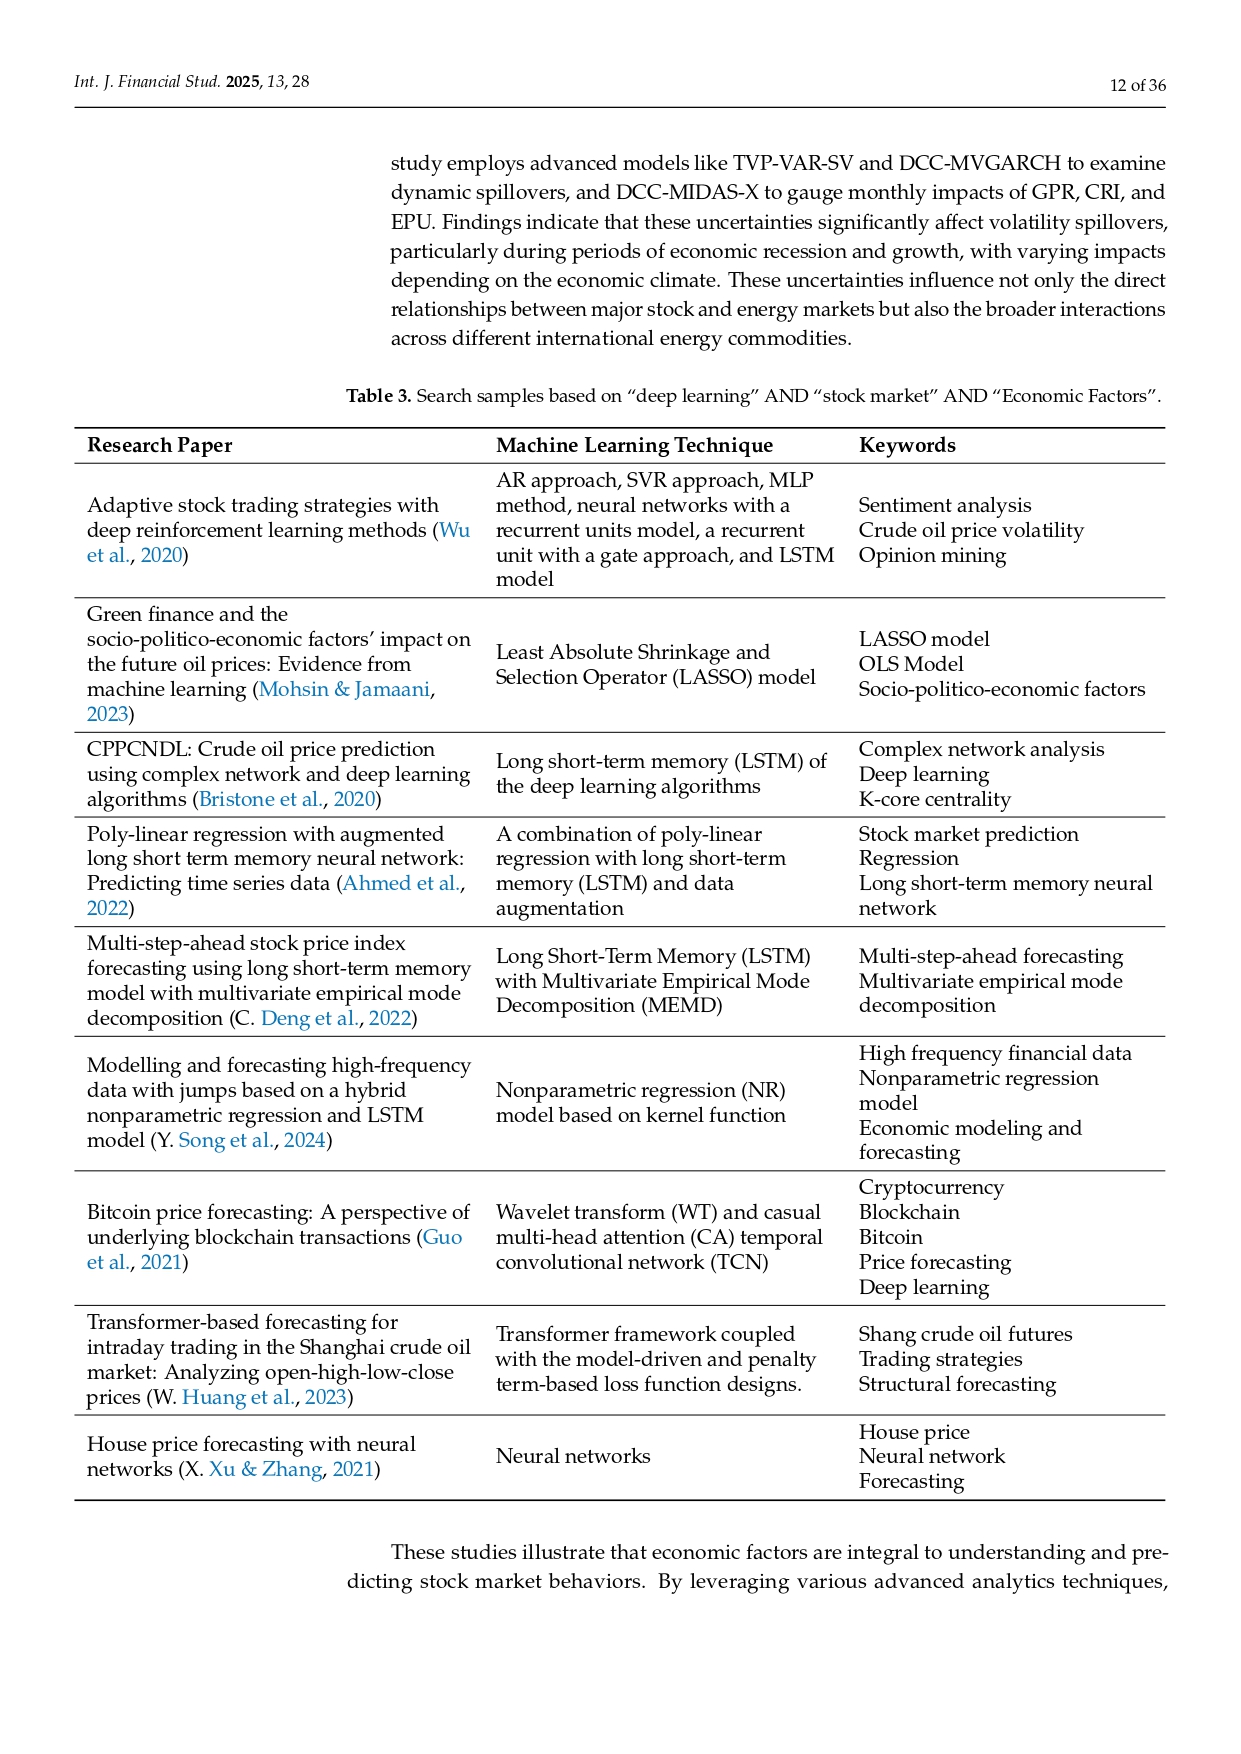 Int. J. Financial Stud. 2025, 13, 28
12 of 36
study employs advanced models like TVP-VAR-SV and DCC-MVGARCH to examine
dynamic spillovers, and DCC-MIDAS-X to gauge monthly impacts of GPR, CRI, and
EPU. Findings indicate that these uncertainties significantly affect volatility spillovers,
particularly during periods of economic recession and growth, with varying impacts
depending on the economic climate. These uncertainties influence not only the direct
relationships between major stock and energy markets but also the broader interactions
across different international energy commodities.
Table 3. Search samples based on “deep learning” AND “stock market” AND “Economic Factors”.
Research Paper
Machine Learning Technique
Keywords
Adaptive stock trading strategies with
deep reinforcement learning methods (Wu
et al., 2020)
AR approach, SVR approach, MLP
method, neural networks with a
recurrent units model, a recurrent
unit with a gate approach, and LSTM
model
Sentiment analysis
Crude oil price volatility
Opinion mining
Green finance and the
socio-politico-economic factors’ impact on
the future oil prices: Evidence from
machine learning (Mohsin & Jamaani,
2023)
Least Absolute Shrinkage and
Selection Operator (LASSO) model
LASSO model
OLS Model
Socio-politico-economic factors
CPPCNDL: Crude oil price prediction
using complex network and deep learning
algorithms (Bristone et al., 2020)
Long short-term memory (LSTM) of
the deep learning algorithms
Complex network analysis
Deep learning
K-core centrality
Poly-linear regression with augmented
long short term memory neural network:
Predicting time series data (Ahmed et al.,
2022)
A combination of poly-linear
regression with long short-term
memory (LSTM) and data
augmentation
Stock market prediction
Regression
Long short-term memory neural
network
Multi-step-ahead stock price index
forecasting using long short-term memory
model with multivariate empirical mode
decomposition (C. Deng et al., 2022)
Long Short-Term Memory (LSTM)
with Multivariate Empirical Mode
Decomposition (MEMD)
Multi-step-ahead forecasting
Multivariate empirical mode
decomposition
Modelling and forecasting high-frequency
data with jumps based on a hybrid
nonparametric regression and LSTM
model (Y. Song et al., 2024)
Nonparametric regression (NR)
model based on kernel function
High frequency financial data
Nonparametric regression
model
Economic modeling and
forecasting
Bitcoin price forecasting: A perspective of
underlying blockchain transactions (Guo
et al., 2021)
Wavelet transform (WT) and casual
multi-head attention (CA) temporal
convolutional network (TCN)
Cryptocurrency
Blockchain
Bitcoin
Price forecasting
Deep learning
Transformer-based forecasting for
intraday trading in the Shanghai crude oil
market: Analyzing open-high-low-close
prices (W. Huang et al., 2023)
Transformer framework coupled
with the model-driven and penalty
term-based loss function designs.
Shang crude oil futures
Trading strategies
Structural forecasting
House price forecasting with neural
networks (X. Xu & Zhang, 2021)
Neural networks
House price
Neural network
Forecasting
These studies illustrate that economic factors are integral to understanding and pre-
dicting stock market behaviors. By leveraging various advanced analytics techniques,